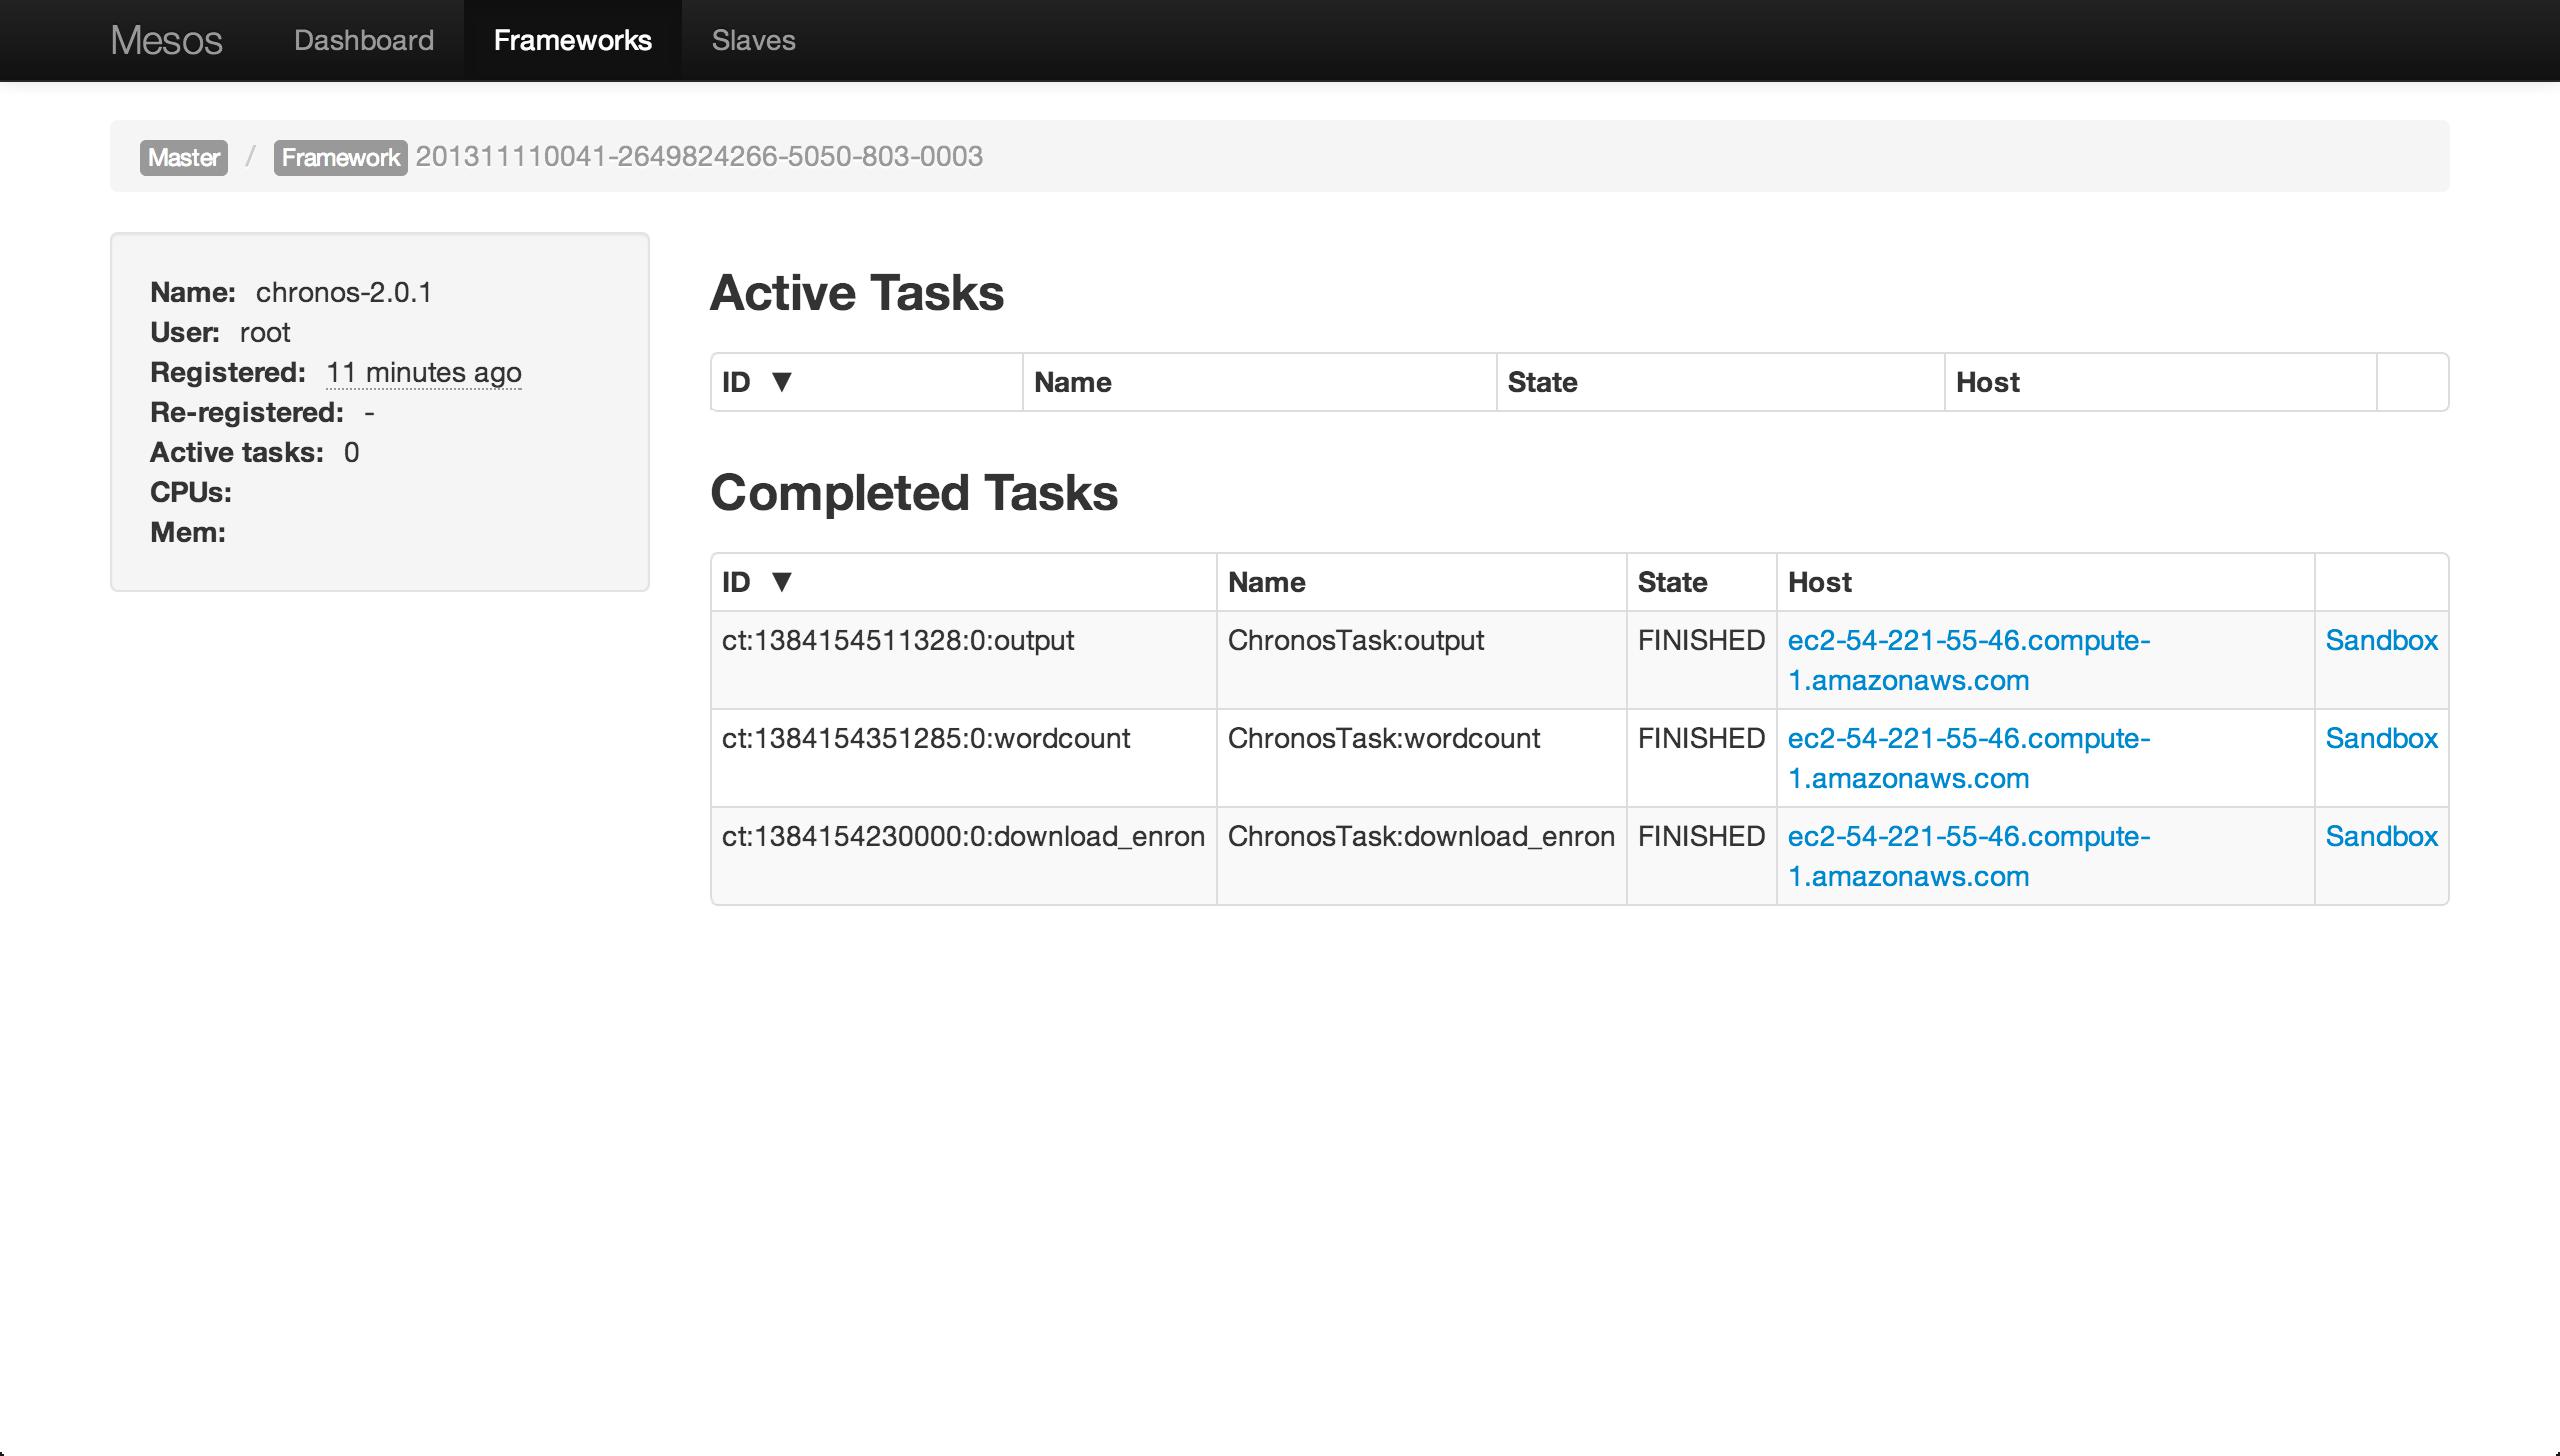 Mesos Dashboard Frameworks Slaves
Master / Framework 201311110041-2649824266-5050-803-0003
Name: chronos-2.0.1
User: root
Registered: 11 minutes ago
Re-registered: -
Active tasks: 0
CPUs:
Mem:
Active Tasks
ID ▼ Name State Host
Completed Tasks
ID ▼ Name State Host
ct:1384154511328:0:output ChronosTask:output FINISHED ec2-54-221-55-46.compute- Sandbox
1.amazonaws.com
ct:1384154351285:0:wordcount ChronosTask:wordcount FINISHED ec2-54-221-55-46.compute- Sandbox
1.amazonaws.com
ct:1384154230000:0:download_enron ChronosTask:download_enron FINISHED ec2-54-221-55-46.compute- Sandbox
1.amazonaws.com